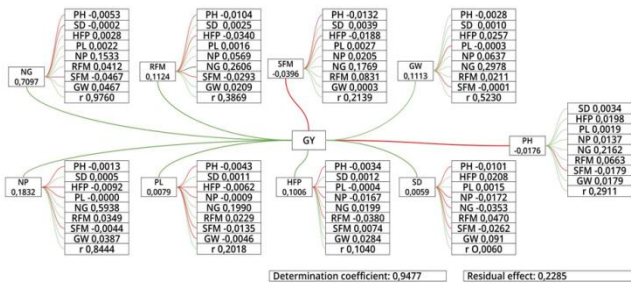 PH -0,0053
SD -0,0002
HFP 0,0028
PL 0,0022
NP 0,1533
RFM 0,0412
SFM -0,0467
GW 0,0467
r 0,9760
NG
0,7097
PH -0,0104
SD 0,0025
HFP -0,0340
PL 0,0016
NP 0,0569
NG 0,2606
SFM -0,0293
GW 0,0209
r 0,3869
RFM
0,1124
PH -0,0132
SD 0,0039
HFP -0,0188
PL 0,0027
NP 0,0205
NG 0,1769
RFM 0,0831
GW 0,0003
r 0,2139
SFM
-0,0396
PH -0,0028
SD 0,0010
HFP 0,0257
PL -0,0003
NP 0,0637
NG 0,2978
RFM 0,0211
SFM -0,0001
r 0,5230
GW
0,1113
GY
PH
-0,0176
SD 0,0034
HFP 0,0198
PL 0,0019
NP 0,0137
NG 0,2162
RFM 0,0663
SFM -0,0179
GW 0,0179
r 0,2911
NP
0,1832
PH -0,0013
SD 0,0005
HFP -0,0092
PL -0,0000
NG 0,5938
RFM 0,0349
SFM -0,0044
GW 0,0387
r 0,8444
PL
0,0079
PH -0,0043
SD 0,0011
HFP -0,0062
NP -0,0009
NG 0,1990
RFM 0,0229
SFM -0,0135
GW -0,0046
r 0,2018
HFP
0,1006
PH -0,0034
SD 0,0012
PL -0,0004
NP -0,0167
NG 0,0199
RFM -0,0380
SFM 0,0074
GW 0,0284
r 0,1040
SD
0,0059
PH -0,0101
HFP 0,0208
PL 0,0015
NP -0,0172
NG -0,0353
RFM 0,0470
SFM -0,0262
GW 0,091
r O,0060
Determination coefficient: 0,9477
Residual effect: 0,2285